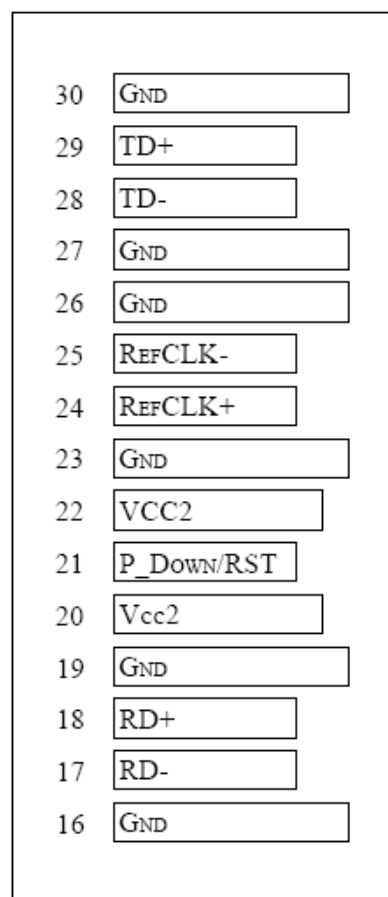 30 GND
29 TD+
28 TD-
27 GND
26 GND
25 REFCLK-
24 REFCLK+
23 GND
22 VCC2
21 P_DOWN/RST
20 Vcc2
19 GND
18 RD+
17 RD-
16 GND